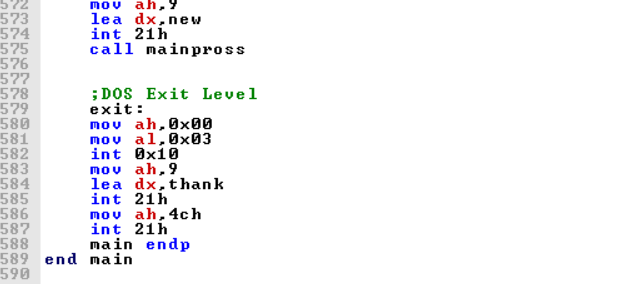 572 mov ah,9
573 lea dx,new
574 int 21h
575 call mainpross
576
577
578 ;DOS Exit Level
579 exit:
580 mov ah,0x00
581 mov al,0x03
582 int 0x10
583 mov ah,9
584 lea dx,thank
585 int 21h
586 mov ah,4ch
587 int 21h
588 main endp
589 end main
590